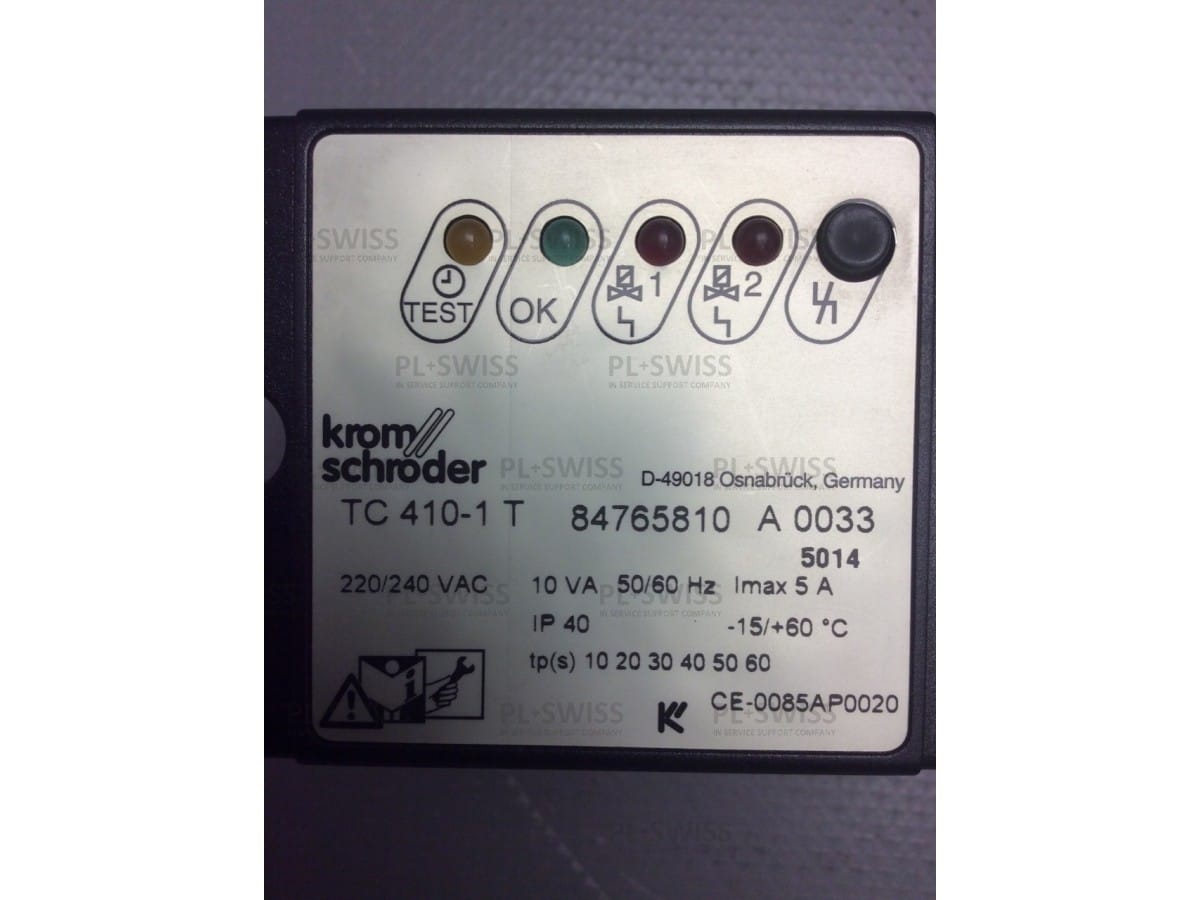 TEST OK 1 2
krom
schröder
D-49018 Osnabrück, Germany
TC 410-1 T 84765810 A 0033
5014
220/240 VAC 10 VA 50/60 Hz Imax 5 A
IP 40 -15/+60 °C
tp(s) 10 20 30 40 50 60
CE-0085AP0020
PL+SWISS
IN SERVICE SUPPORT COMPANY